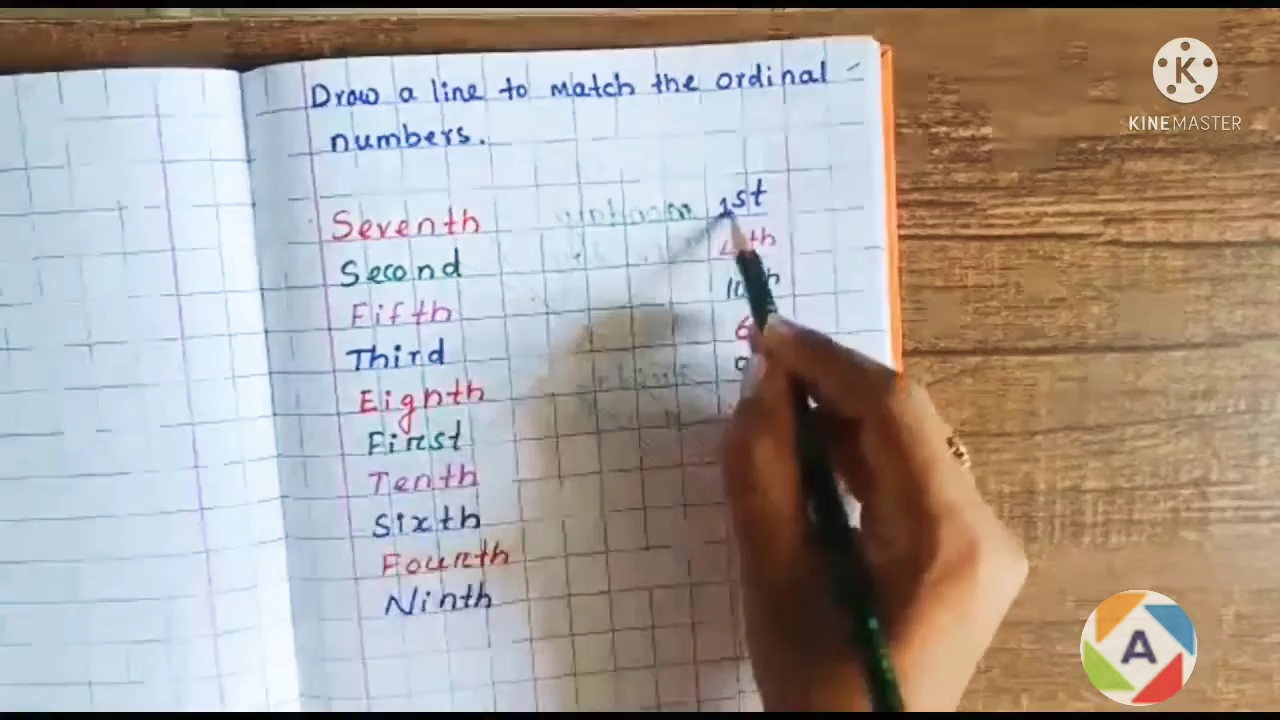 Draw a line to match the ordinal -
numbers.
Seventh 1st
Second
Fifth
Third
Eighth
First
Tenth
Sixth
Fourth
Ninth
K
KINEMASTER
A